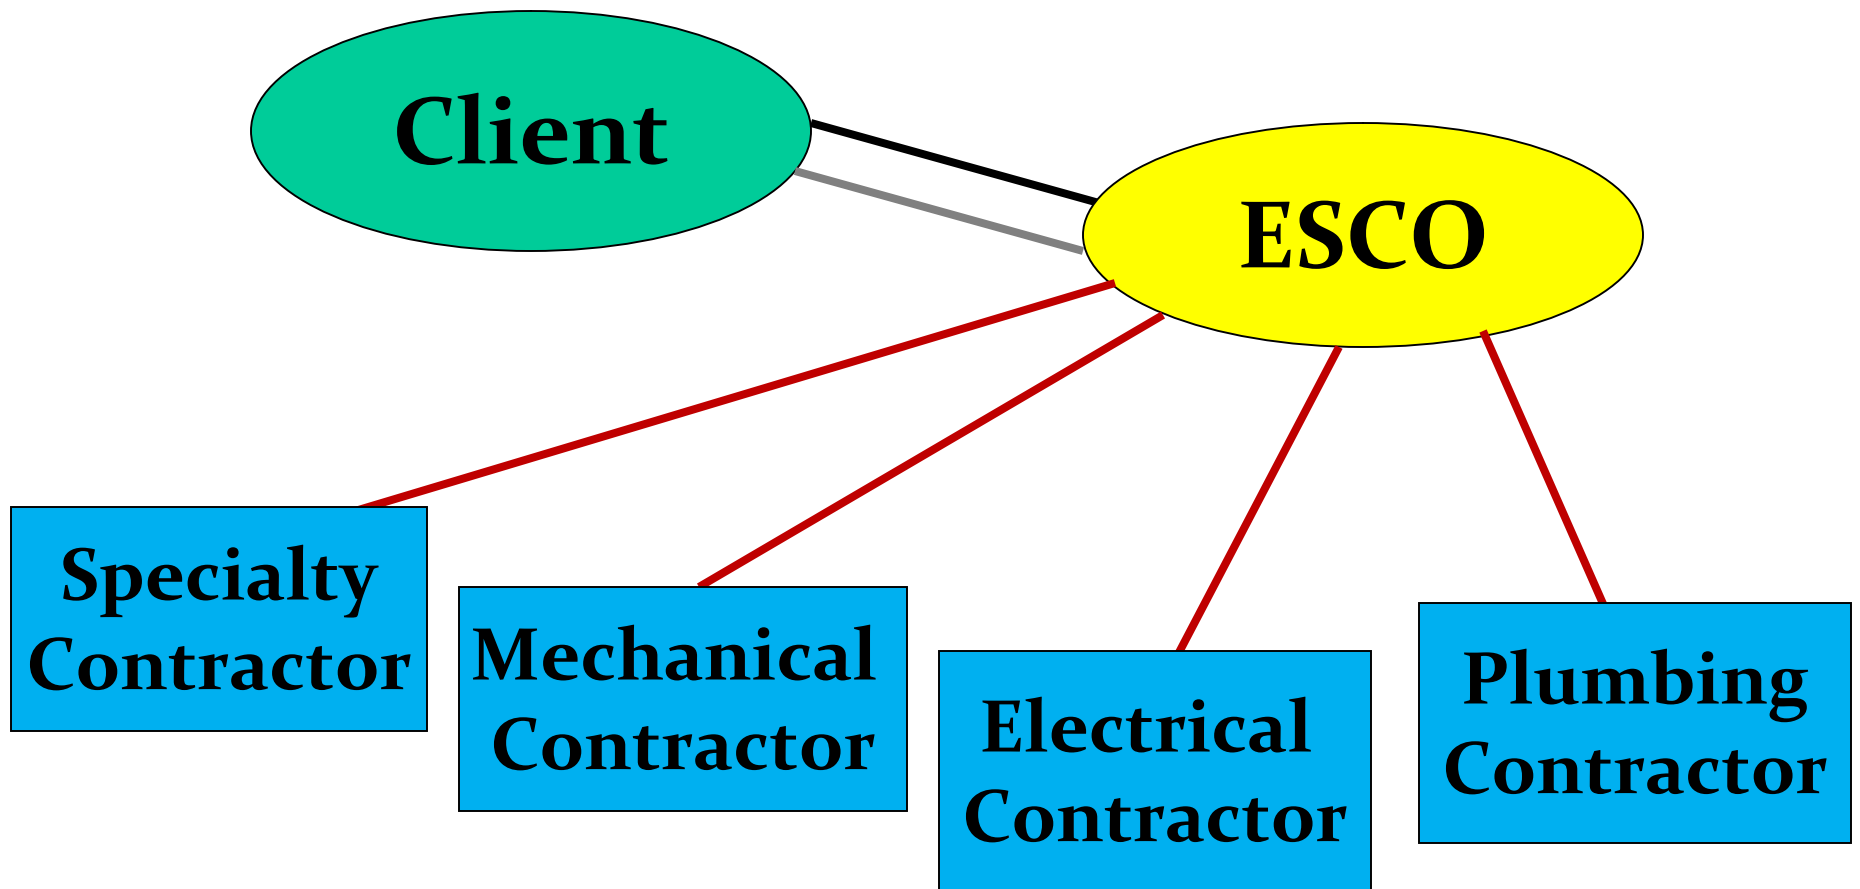 Client
ESCO
Specialty
Contractor
Mechanical
Contractor
Electrical
Contractor
Plumbing
Contractor